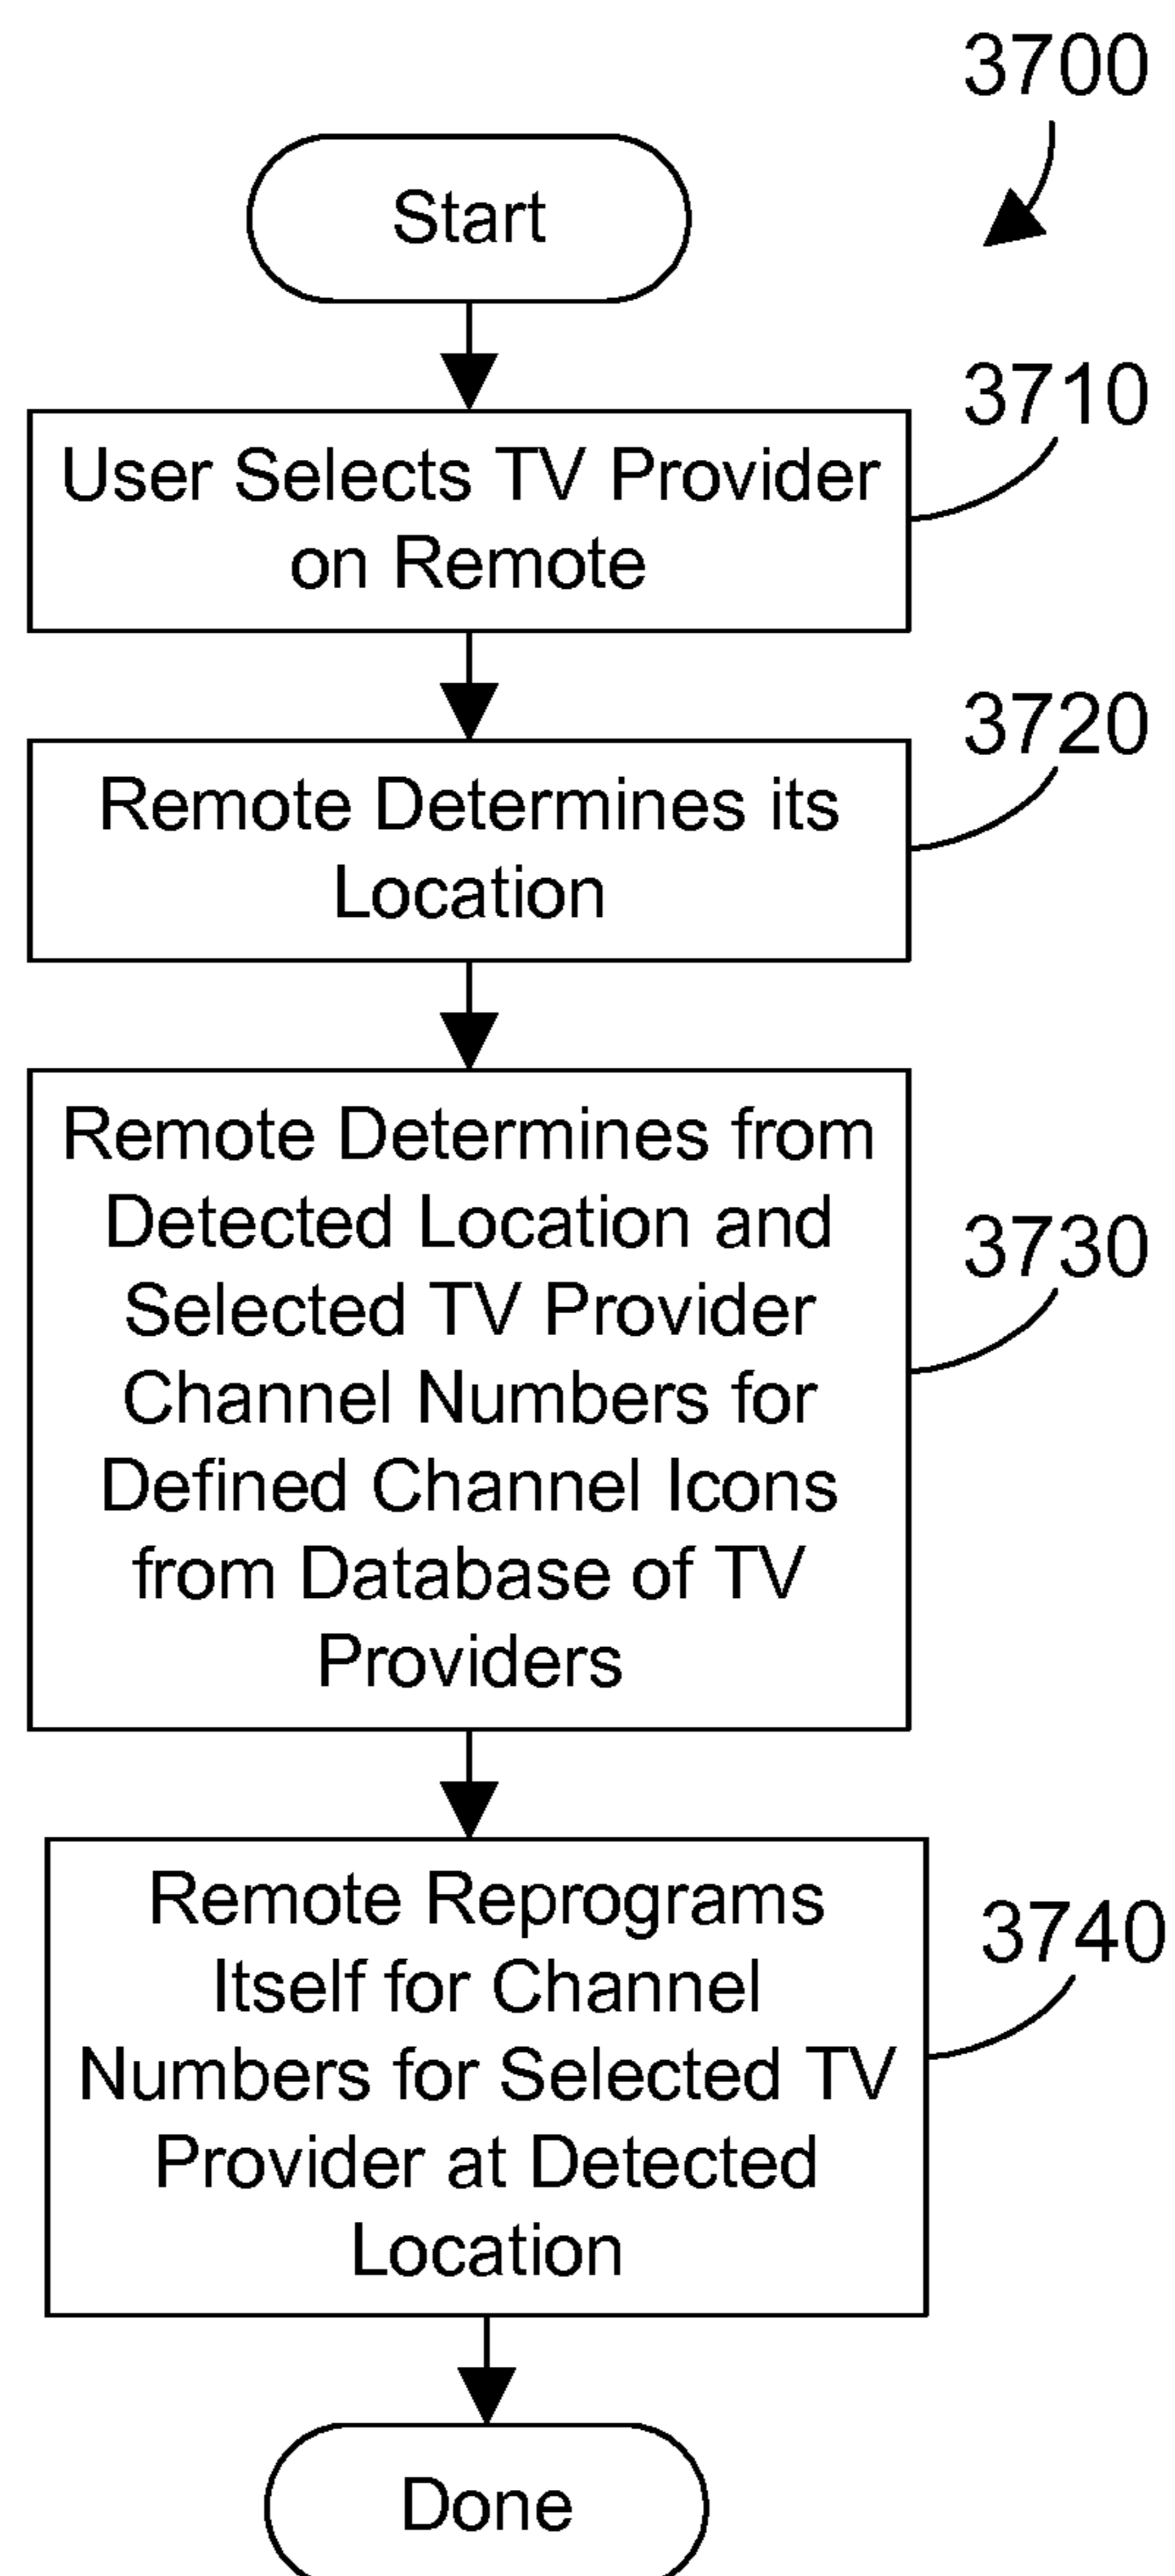 3700
Start
3710
User Selects TV Provider
on Remote
3720
Remote Determines its
Location
Remote Determines from
Detected Location and
3730
Selected TV Provider
Channel Numbers for
Defined Channel Icons
from Database of TV
Providers
Remote Reprograms
3740
Itself for Channel
Numbers for Selected TV
Provider at Detected
Location
Done